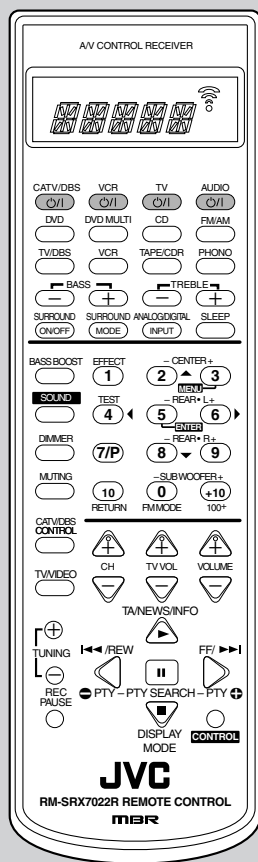 A/V CONTROL RECEIVER
CATV/DBS VCR TV AUDIO
⏻/I ⏻/I ⏻/I ⏻/I
DVD DVD MULTI CD FM/AM
TV/DBS VCR TAPE/CDR PHONO
BASS TREBLE
– + – +
SURROUND SURROUND ANALOG/DIGITAL SLEEP
ON/OFF MODE INPUT
BASS BOOST EFFECT – CENTER +
1 2 3
MENU
SOUND TEST – REAR • L +
4 5 6
ENTER
DIMMER – REAR • R +
7/P 8 9
MUTING – SUBWOOFER +
10 0 +10
RETURN FM MODE 100+
CATV/DBS
CONTROL
+ + +
CH TV VOL VOLUME
TV/VIDEO
– – –
TA/NEWS/INFO
+
TUNING
–
/REW FF/
REC
PAUSE
– PTY – PTY SEARCH – PTY +
DISPLAY
MODE
CONTROL
JVC
RM-SRX7022R REMOTE CONTROL
MBR